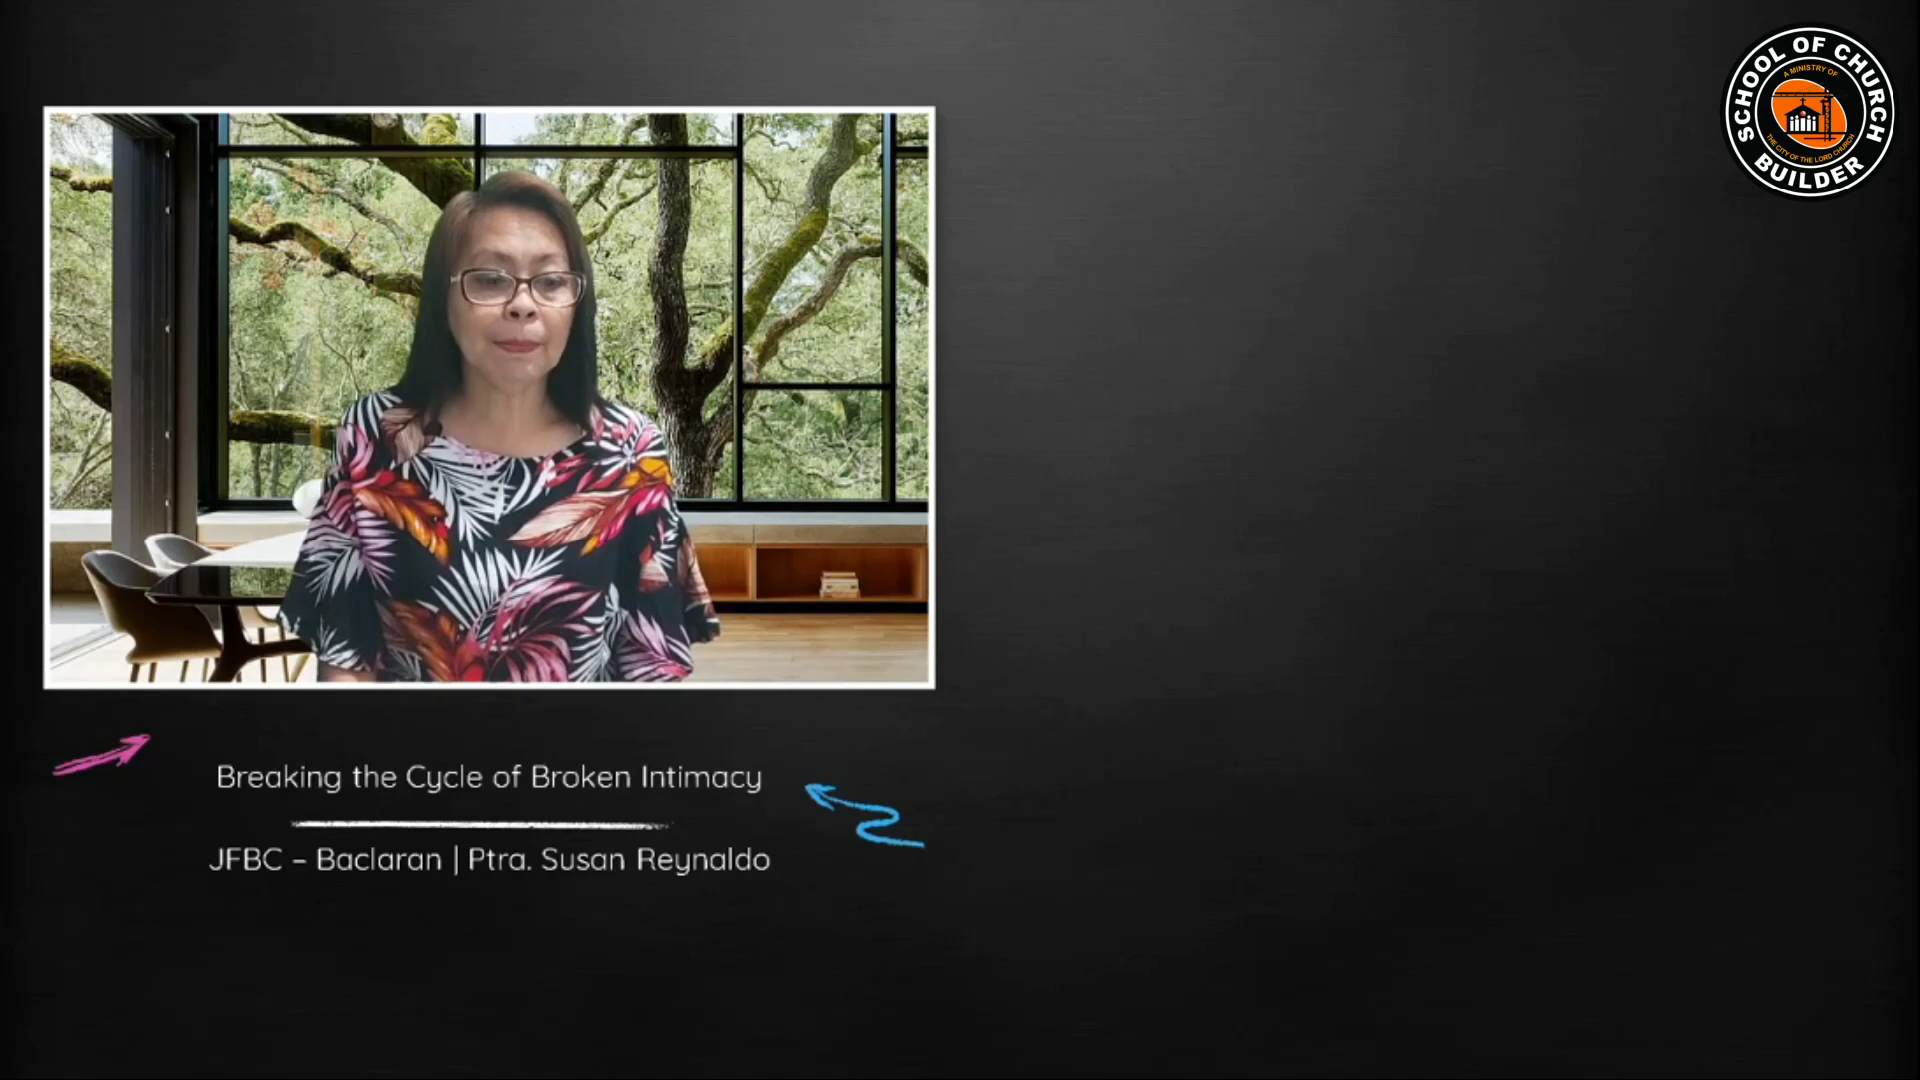 SCHOOL OF CHURCH
A MINISTRY OF
THE CITY OF THE LORD CHURCH
BUILDER
Breaking the Cycle of Broken Intimacy
JFBC – Baclaran | Ptra. Susan Reynaldo